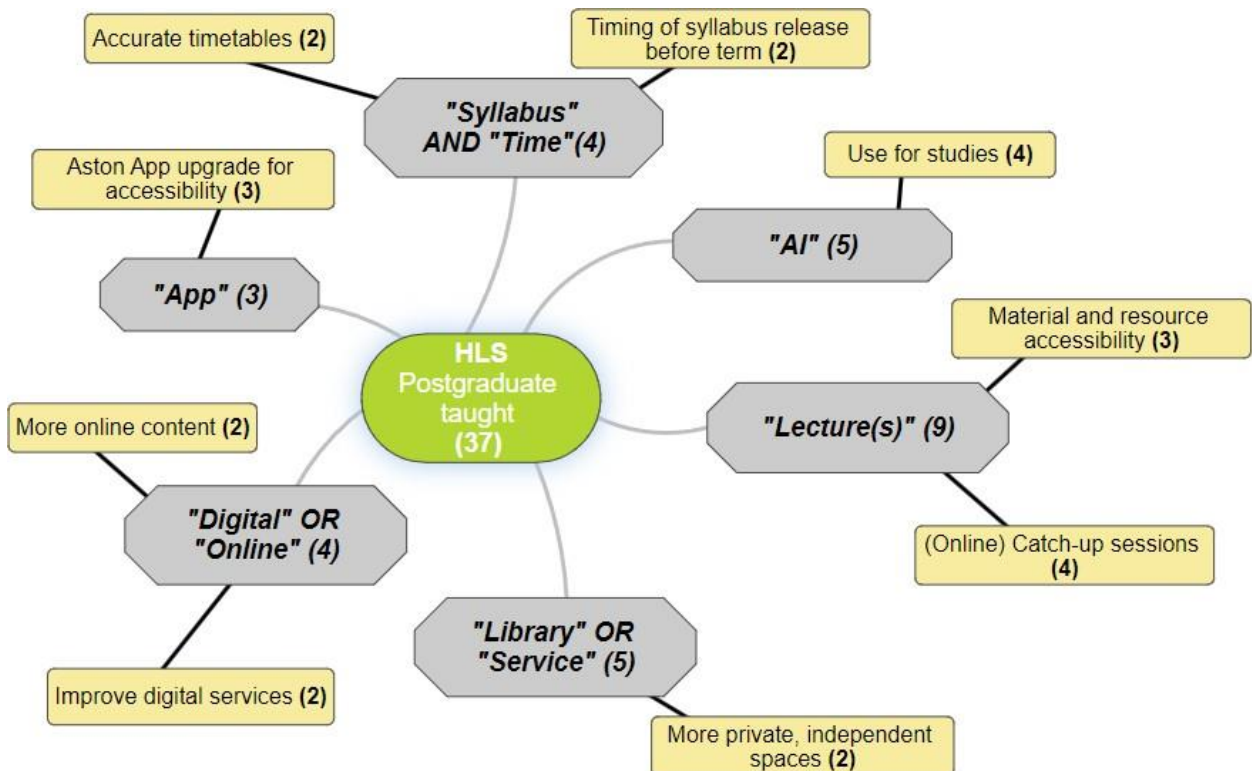 Accurate timetables (2)
Timing of syllabus release
before term (2)
"Syllabus"
AND "Time"(4)
Aston App upgrade for
accessibility (3)
Use for studies (4)
"App" (3)
"AI" (5)
Material and resource
accessibility (3)
HLS
Postgraduate
taught
(37)
More online content (2)
"Lecture(s)" (9)
"Digital" OR
"Online" (4)
(Online) Catch-up sessions
(4)
"Library" OR
"Service" (5)
Improve digital services (2)
More private, independent
spaces (2)